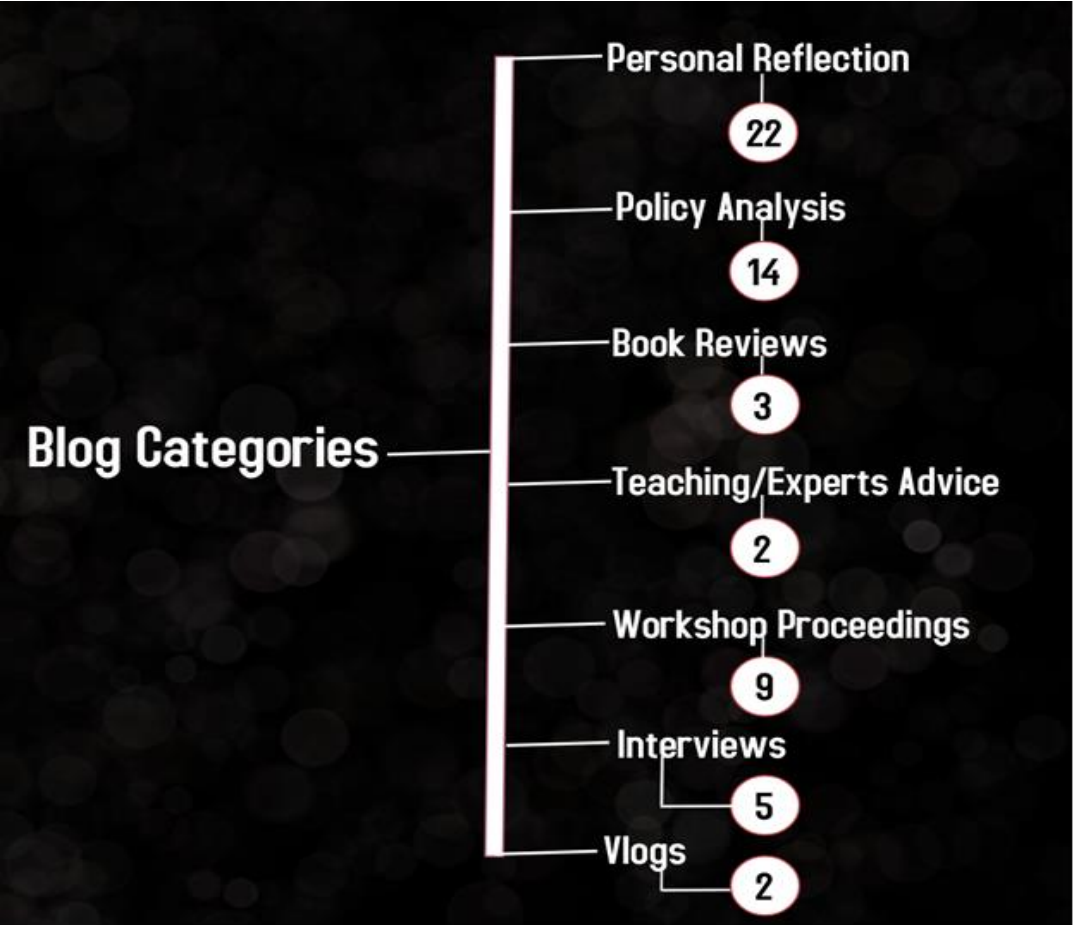 Personal Reflection
22
Policy Analysis
14
Book Reviews
3
Blog Categories
Teaching/Experts Advice
2
Workshop Proceedings
9
Interviews
5
Vlogs
2